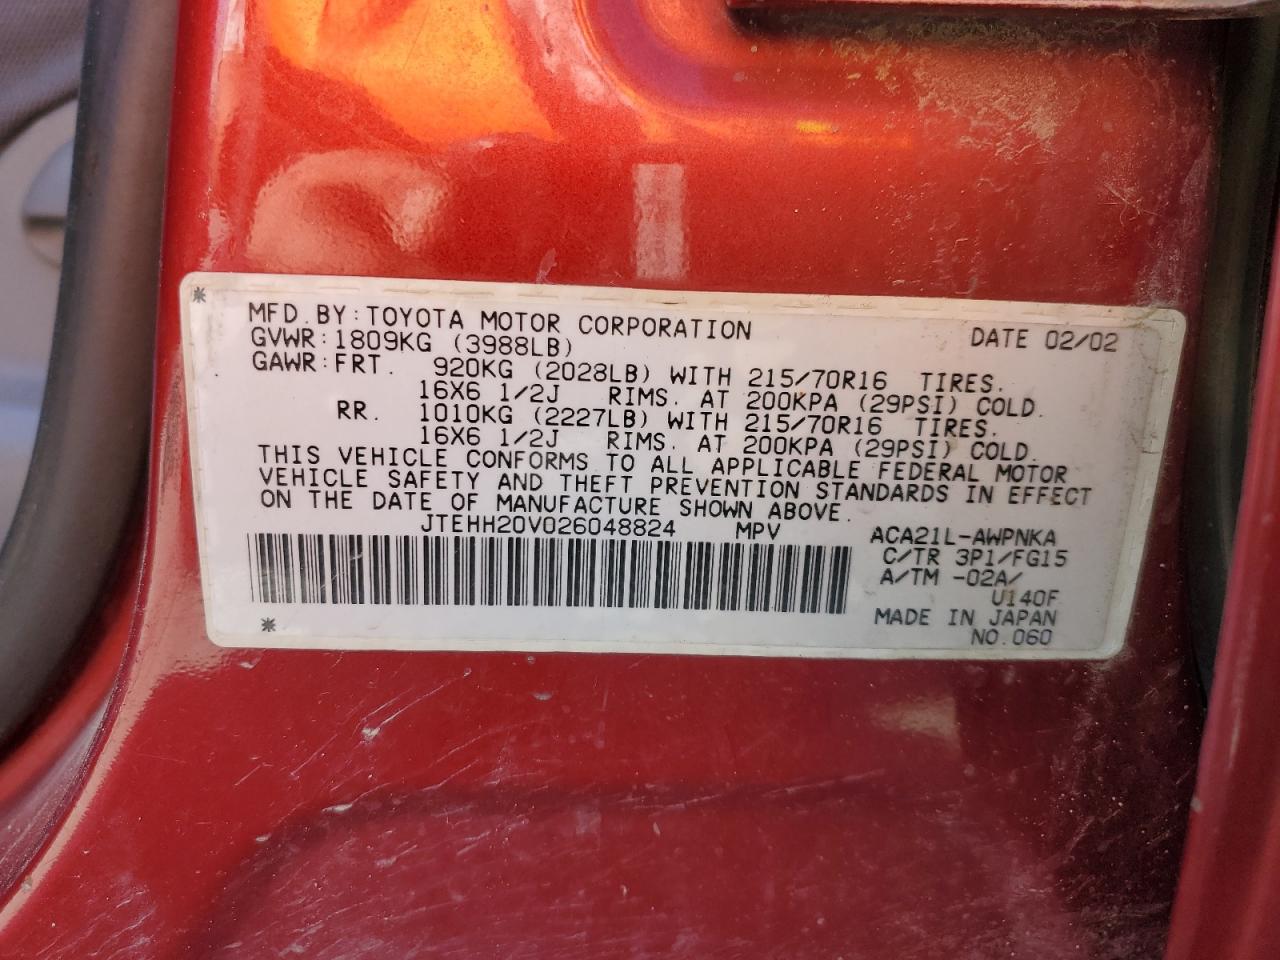 MFD. BY: TOYOTA MOTOR CORPORATION DATE 02/02
GVWR: 1809KG (3988LB)
GAWR: FRT. 920KG (2028LB) WITH 215/70R16 TIRES.
16X6 1/2J RIMS. AT 200KPA (29PSI) COLD.
RR. 1010KG (2227LB) WITH 215/70R16 TIRES.
16X6 1/2J RIMS. AT 200KPA (29PSI) COLD.
THIS VEHICLE CONFORMS TO ALL APPLICABLE FEDERAL MOTOR
VEHICLE SAFETY AND THEFT PREVENTION STANDARDS IN EFFECT
ON THE DATE OF MANUFACTURE SHOWN ABOVE.
JTEHH20V026048824 MPV ACA21L-AWPNKA
C/TR 3P1/FG15
A/TM -02A/
U140F
MADE IN JAPAN
NO.060